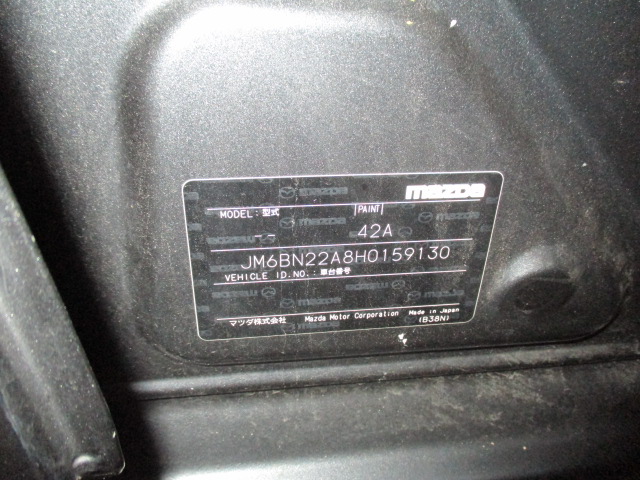 mazda
MODEL: 型式 PAINT
-- 42A
JM6BN22A8H0159130
VEHICLE ID.NO.: 車台番号
マツダ株式会社 Mazda Motor Corporation Made in Japan
(B38N)